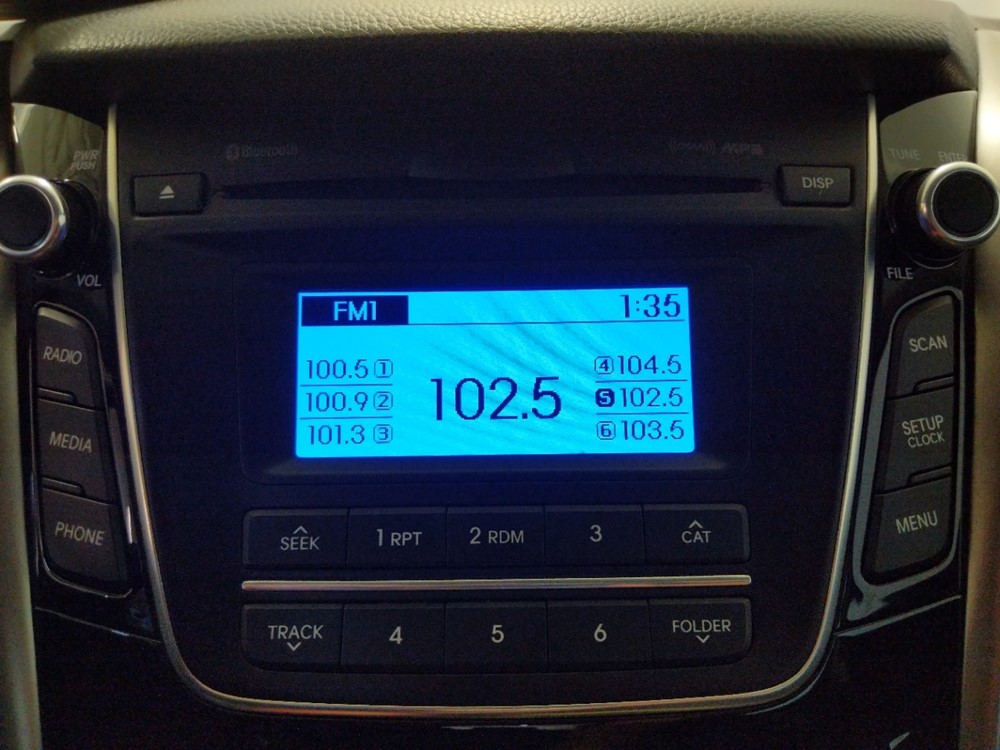 PWR
PUSH
Bluetooth
MP3
TUNE
DISP
VOL
FILE
FM1 1:35
100.5 1 4 104.5
100.9 2 102.5 5 102.5
101.3 3 6 103.5
RADIO
MEDIA
PHONE
SCAN
SETUP
CLOCK
MENU
SEEK 1 RPT 2 RDM 3 CAT
TRACK 4 5 6 FOLDER